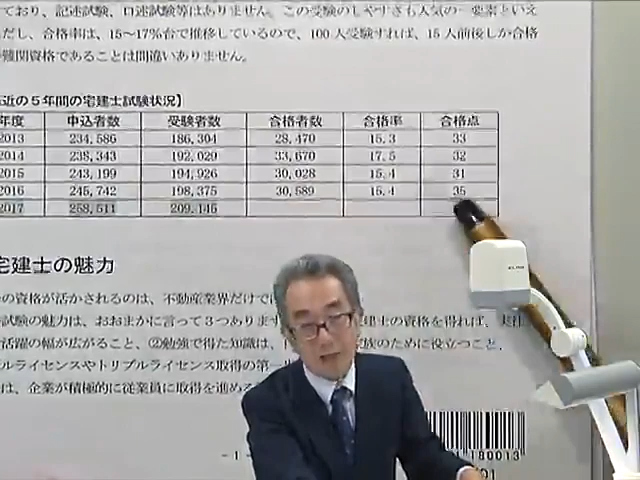 ており、記述試験、口述試験等はありません。この受験のしやすさも人気の一要素といえ
だし、合格率は、15～17%台で推移しているので、100人受験すれば、15人前後しか合格
難関資格であることは間違いありません。
近の5年間の宅建士試験状況】
年度 申込者数 受験者数 合格者数 合格率 合格点
2013 234,586 186,304 28,470 15.3 33
2014 238,343 192,029 33,670 17.5 32
2015 243,199 194,926 30,028 15.4 31
2016 245,742 198,375 30,589 15.4 35
2017 258,511 209,145
宅建士の魅力
の資格が活かされるのは、不動産業界だけで
試験の魅力は、おおまかに言って3つあります 建士の資格を得れば、実社
活躍の幅が広がること、②勉強で得た知識は、 族のために役立つこと、
ルライセンスやトリプルライセンス取得の第一
は、企業が積極的に従業員に取得を進める
-1-
180013
01